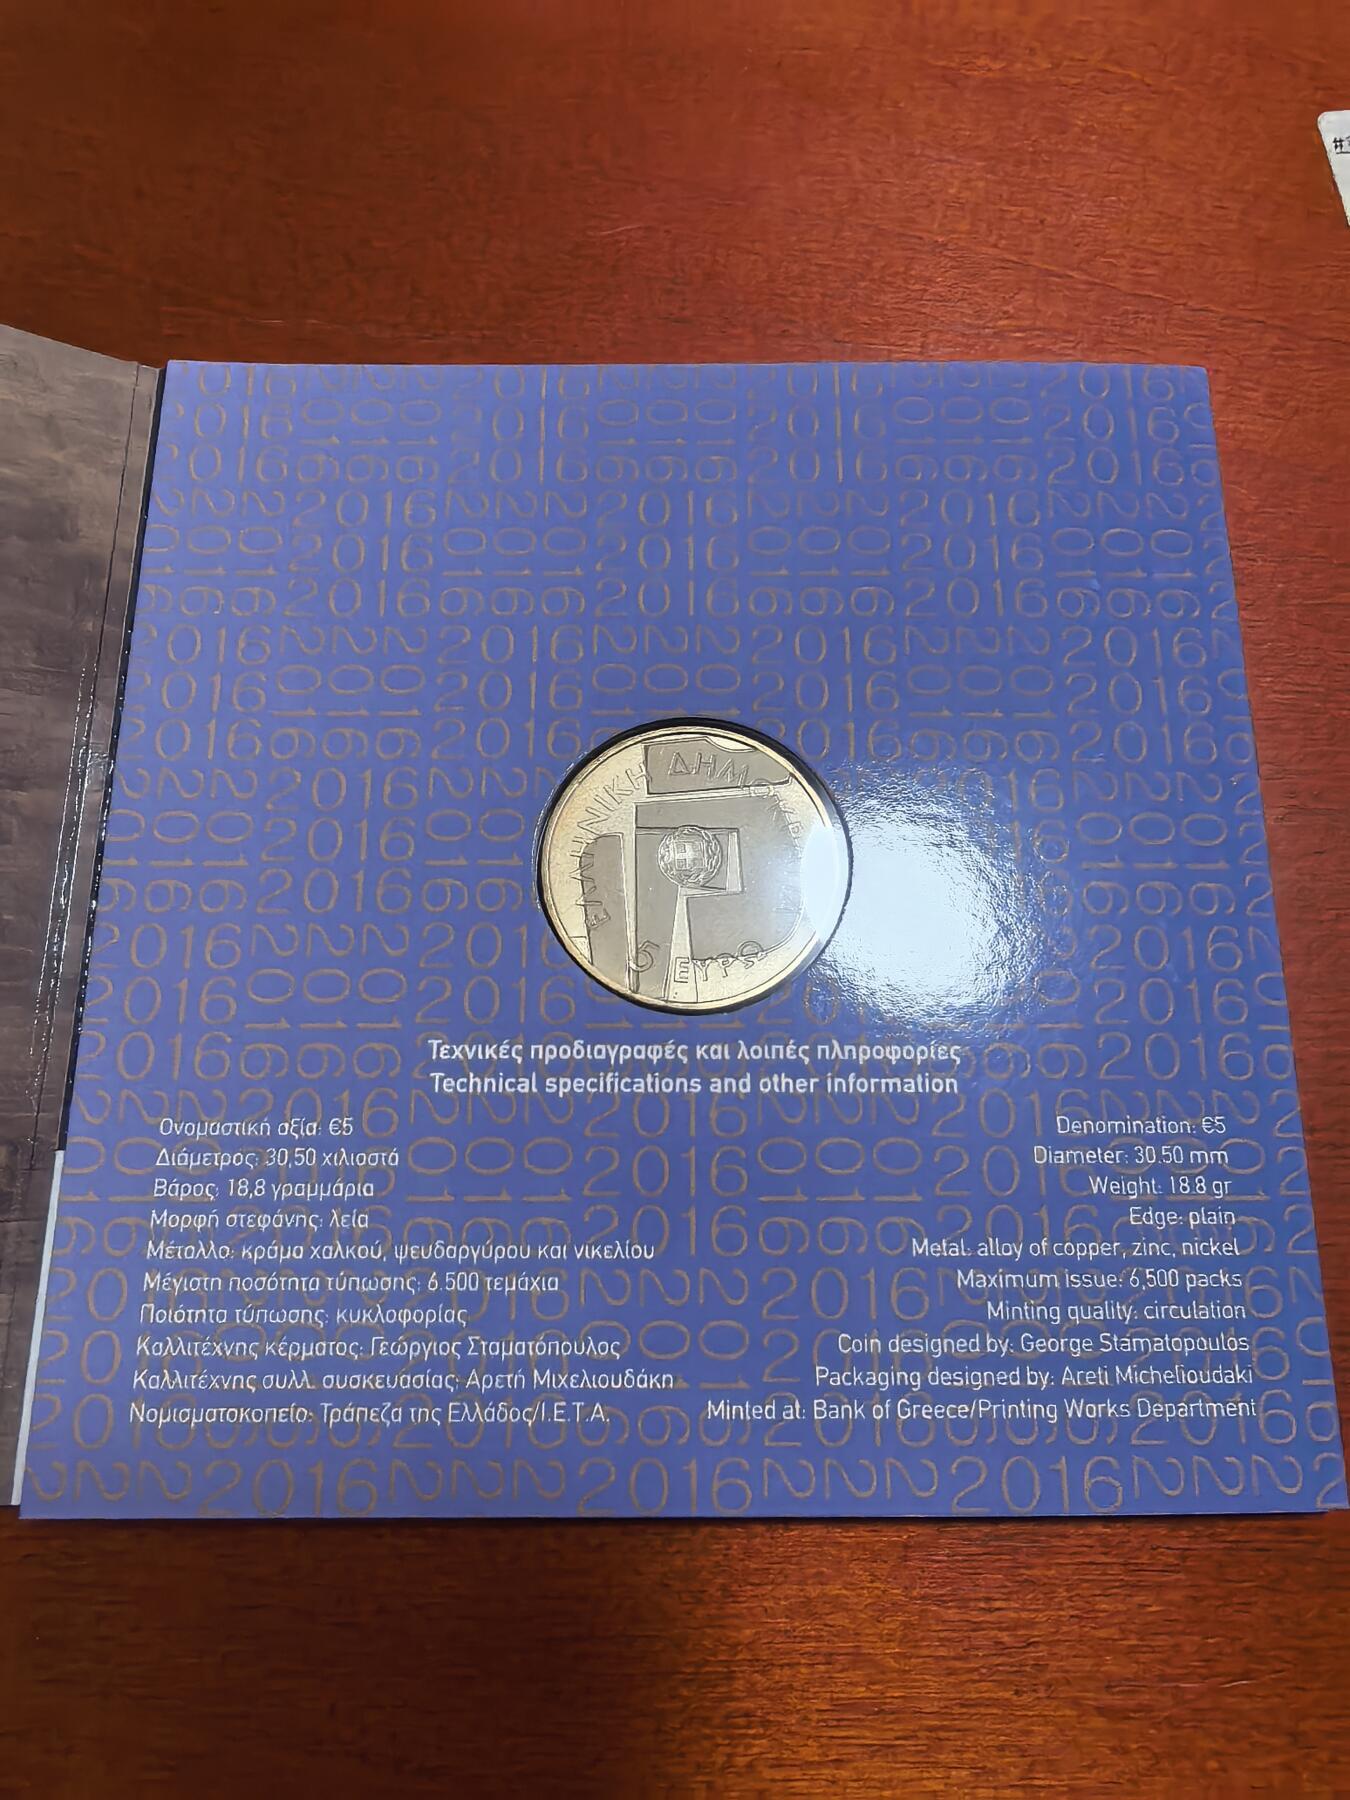 ΕΛΛΗΝΙΚΗ
5 ΕΥΡΩ
Τεχνικές προδιαγραφές και λοιπές πληροφορίες
Technical specifications and other information
Ονομαστική αξία: €5
Διάμετρος: 30,50 χιλιοστά
Βάρος: 18,8 γραμμάρια
Μορφή στεφάνης: λεία
Μέταλλο: κράμα χαλκού, ψευδαργύρου και νικελίου
Μέγιστη ποσότητα τύπωσης: 6.500 τεμάχια
Ποιότητα τύπωσης: κυκλοφορίας
Καλλιτέχνης κέρματος: Γεώργιος Σταματόπουλος
Καλλιτέχνης συλλ. συσκευασίας: Αρετή Μιχελιουδάκη
Νομισματοκοπείο: Τράπεζα της Ελλάδος/Ι.Ε.Τ.Α.
Denomination: €5
Diameter: 30.50 mm
Weight: 18.8 gr
Edge: plain
Metal: alloy of copper, zinc, nickel
Maximum issue: 6,500 packs
Minting quality: circulation
Coin designed by: George Stamatopoulos
Packaging designed by: Areti Michelioudaki
Minted at: Bank of Greece/Printing Works Department